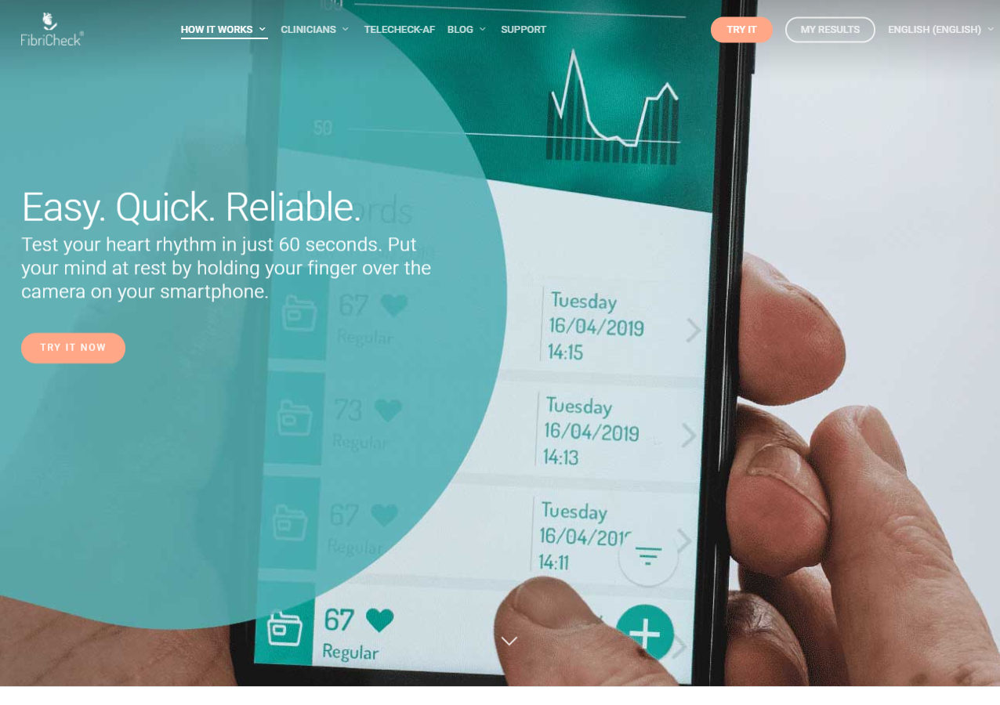 100
FibriCheck®
HOW IT WORKS
CLINICIANS
TELECHECK-AF
BLOG
SUPPORT
TRY IT
MY RESULTS
ENGLISH (ENGLISH)
50
Easy. Quick. Reliable.
Test your heart rhythm in just 60 seconds. Put
your mind at rest by holding your finger over the
camera on your smartphone.
TRY IT NOW
67
Regular
Tuesday
16/04/2019
14:15
73
Regular
Tuesday
16/04/2019
14:13
67
Regular
Tuesday
16/04/201
14:11
67
Regular